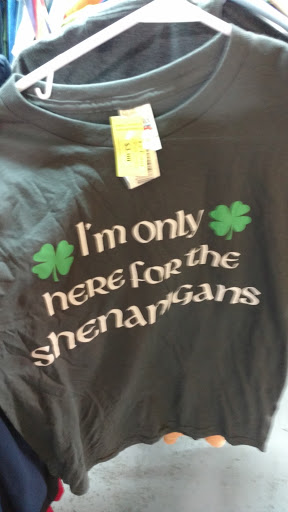 I'm only
here for the
shenanigans